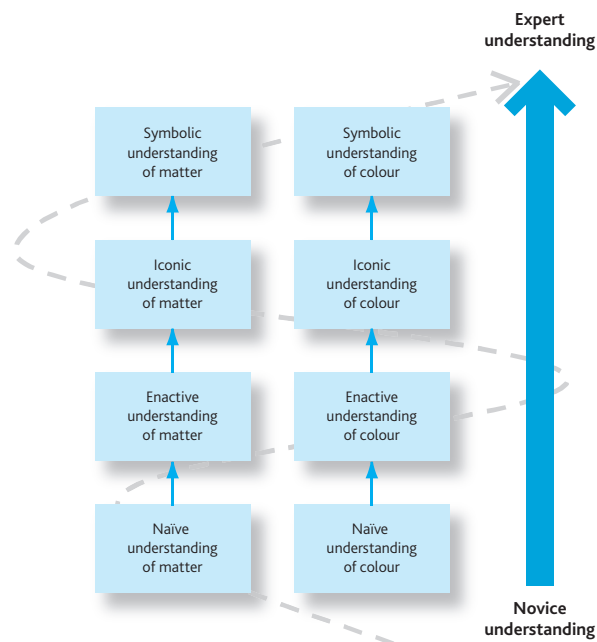 Expert
understanding
Symbolic
understanding
of matter
Symbolic
understanding
of colour
Iconic
understanding
of matter
Iconic
understanding
of colour
Enactive
understanding
of matter
Enactive
understanding
of colour
Naïve
understanding
of matter
Naïve
understanding
of colour
Novice
understanding